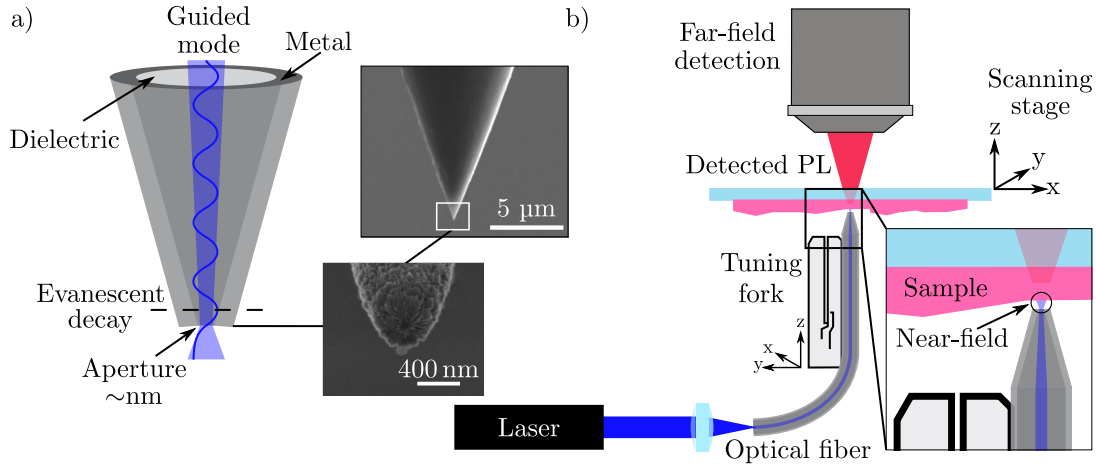 a)
Guided
mode
Metal
Dielectric
Evanescent
decay
Aperture
~nm
5 µm
400 nm
b)
Far-field
detection
Scanning
stage
z
y
x
Detected PL
Tuning
fork
z
x
y
Sample
Near-field
Laser
Optical fiber